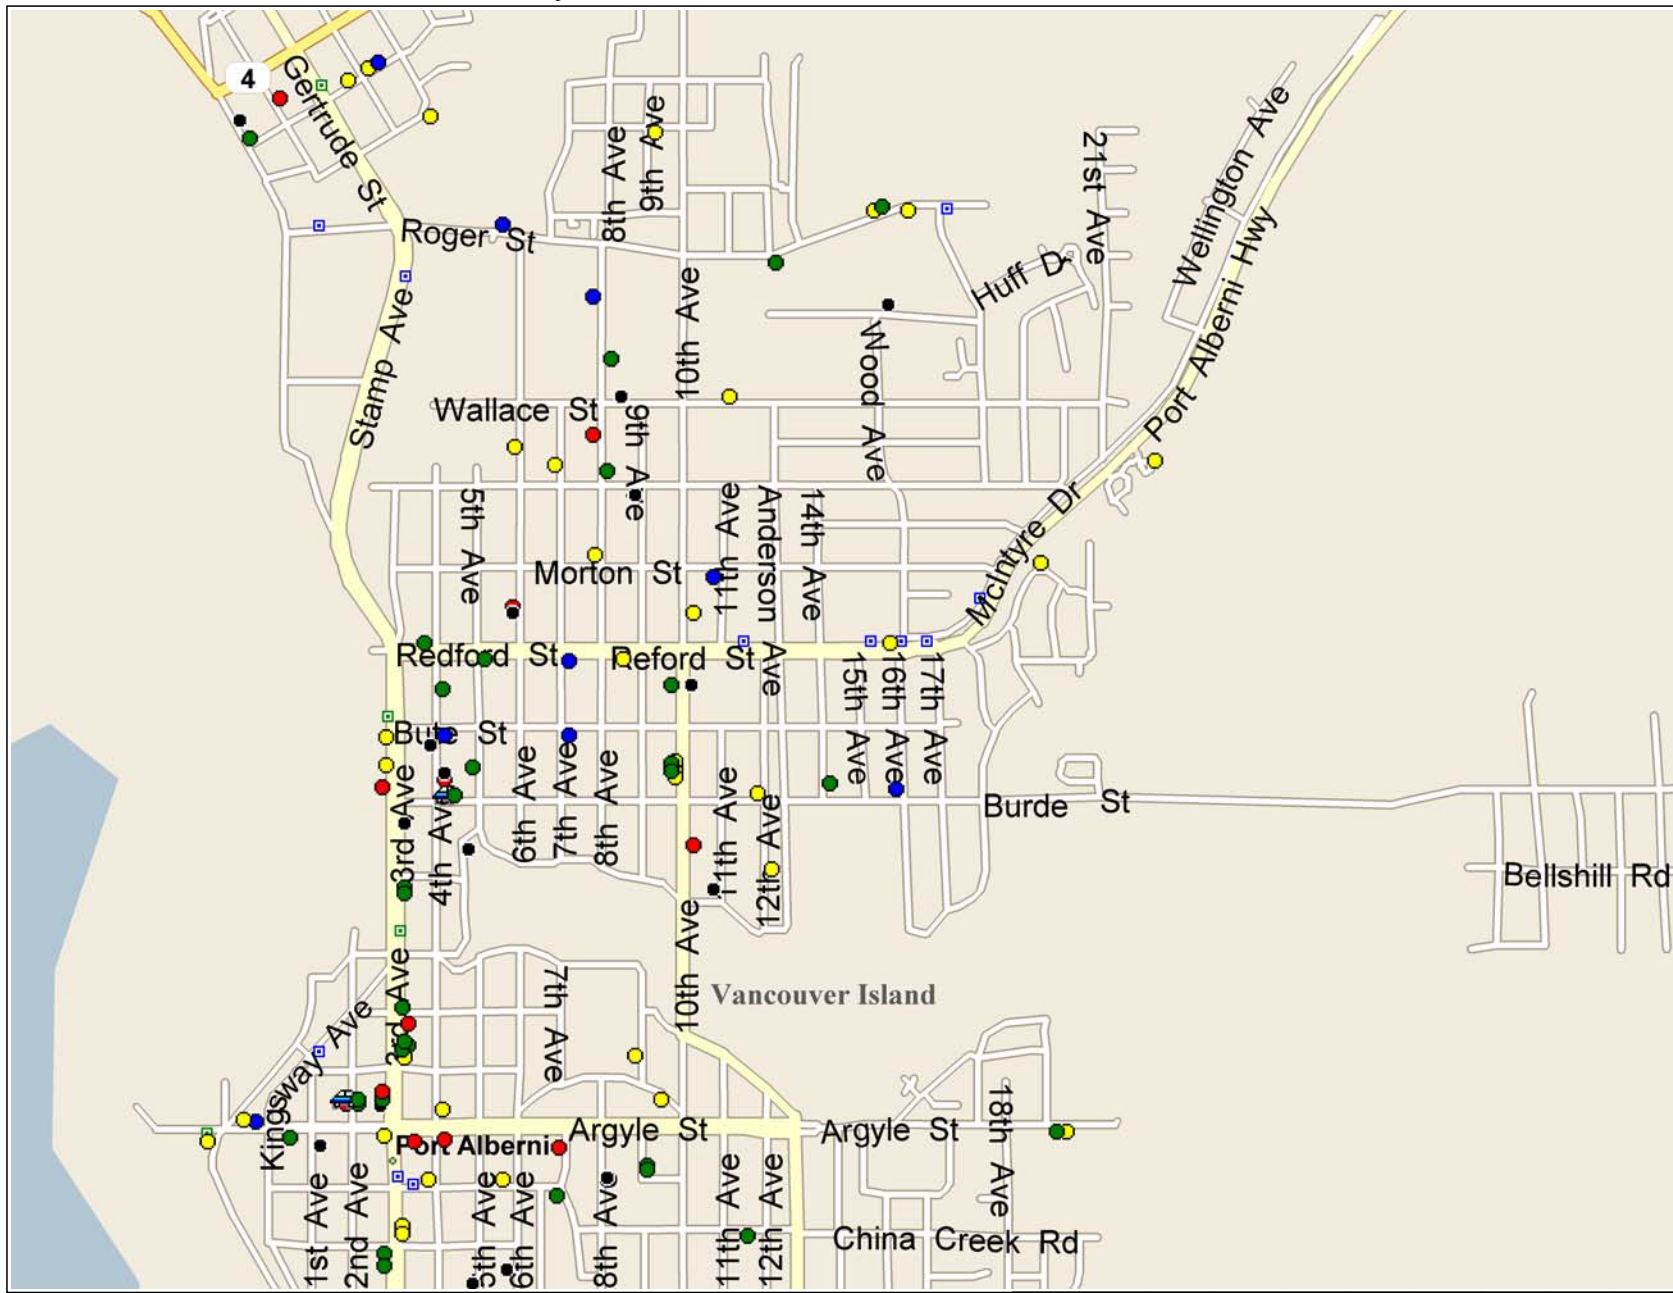 4
Gertrude St
9th Ave
8th Ave
21st Ave
Wellington Ave
Roger St
Huff Dr
Port Alberni Hwy
10th Ave
Stamp Ave
Wood Ave
Wallace St
9th Ave
5th Ave
11th Ave
Anderson Ave
14th Ave
McIntyre Dr
Morton St
Redford St
Reford St
15th Ave
16th Ave
17th Ave
Bute St
3rd Ave
4th Ave
6th Ave
7th Ave
8th Ave
11th Ave
12th Ave
Burde St
Bellshill Rd
10th Ave
3rd Ave
7th Ave
Vancouver Island
Kingsway Ave
18th Ave
Argyle St
Argyle St
Port Alberni
1st Ave
2nd Ave
5th Ave
6th Ave
8th Ave
11th Ave
12th Ave
China Creek Rd